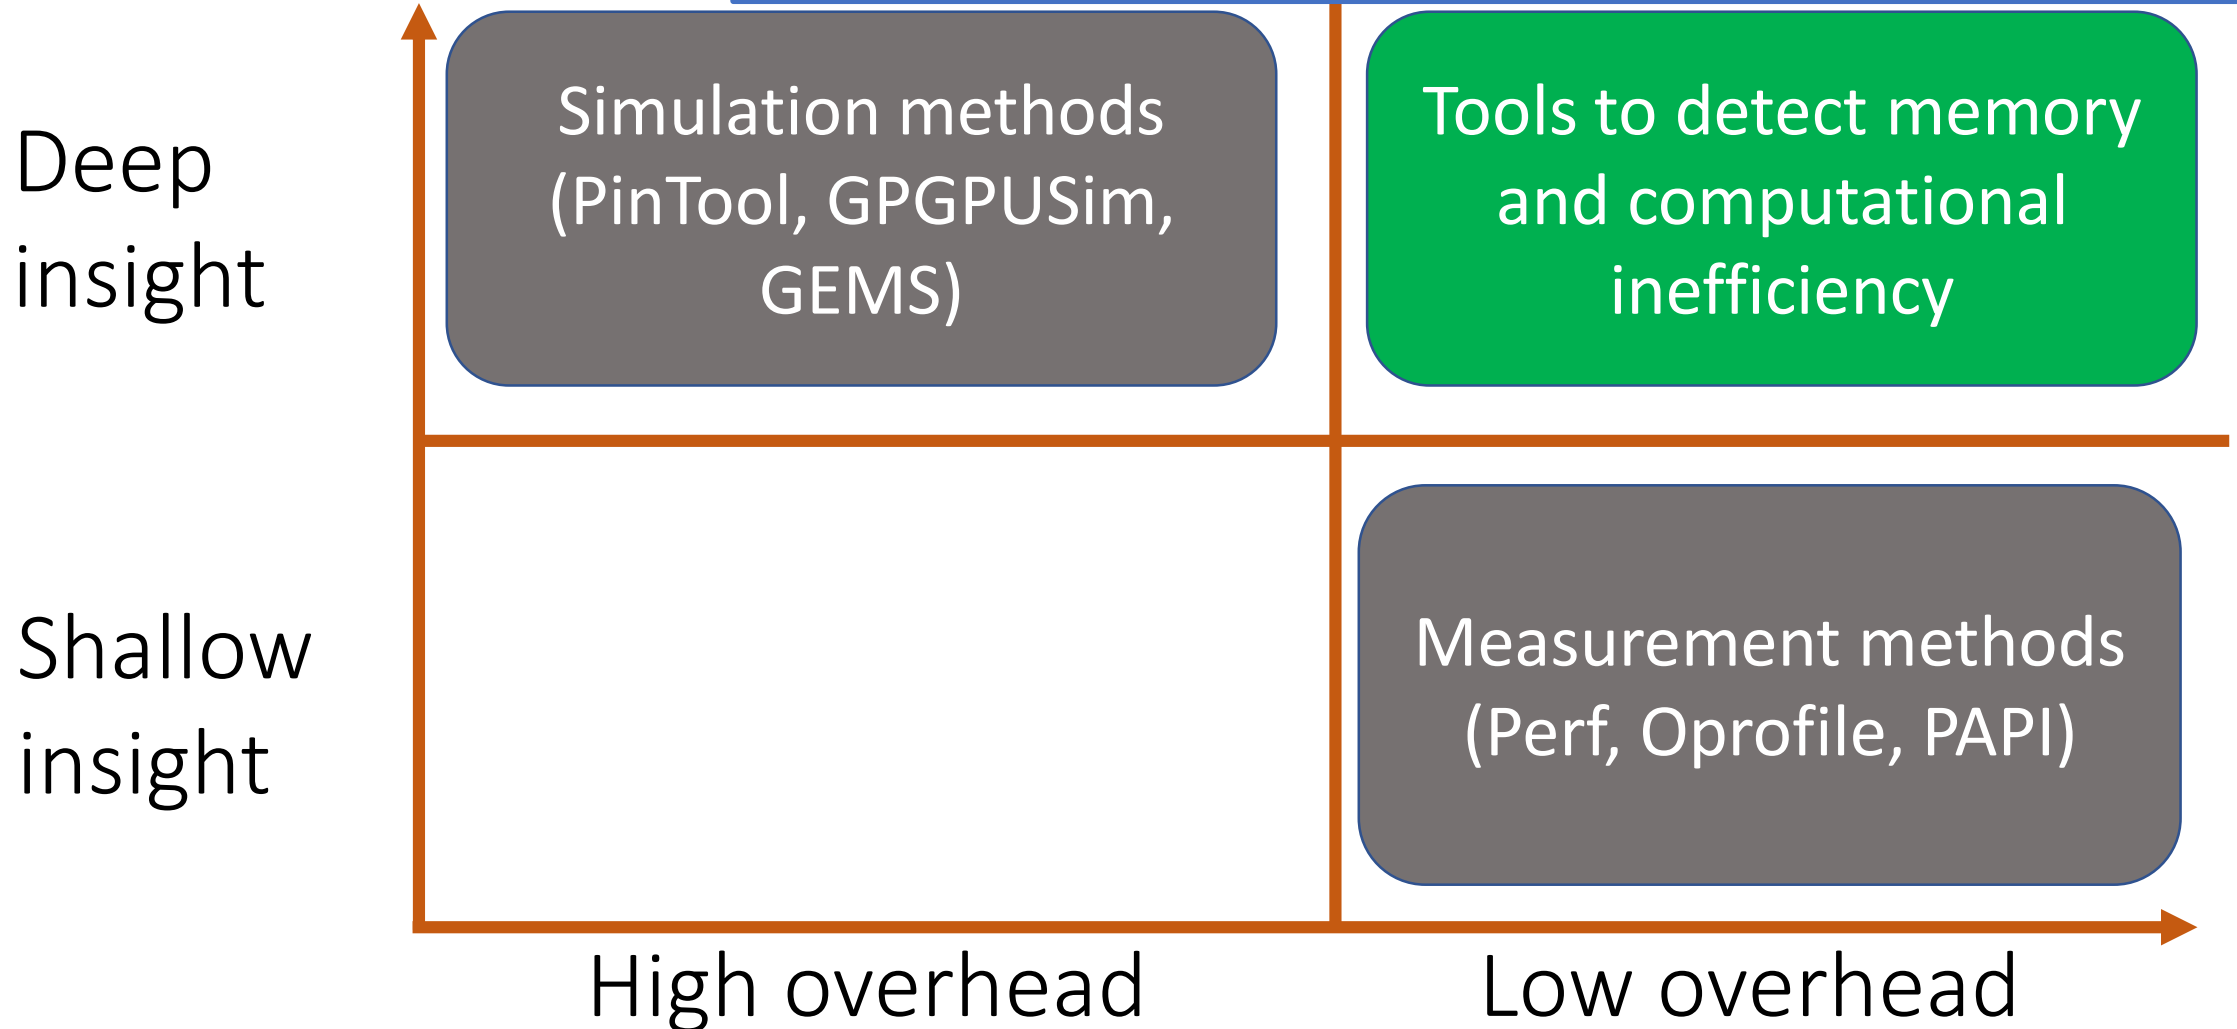 Deep
insight
Simulation methods
(PinTool, GPGPUSim,
GEMS)
Tools to detect memory
and computational
inefficiency
Shallow
insight
Measurement methods
(Perf, Oprofile, PAPI)
High overhead
Low overhead